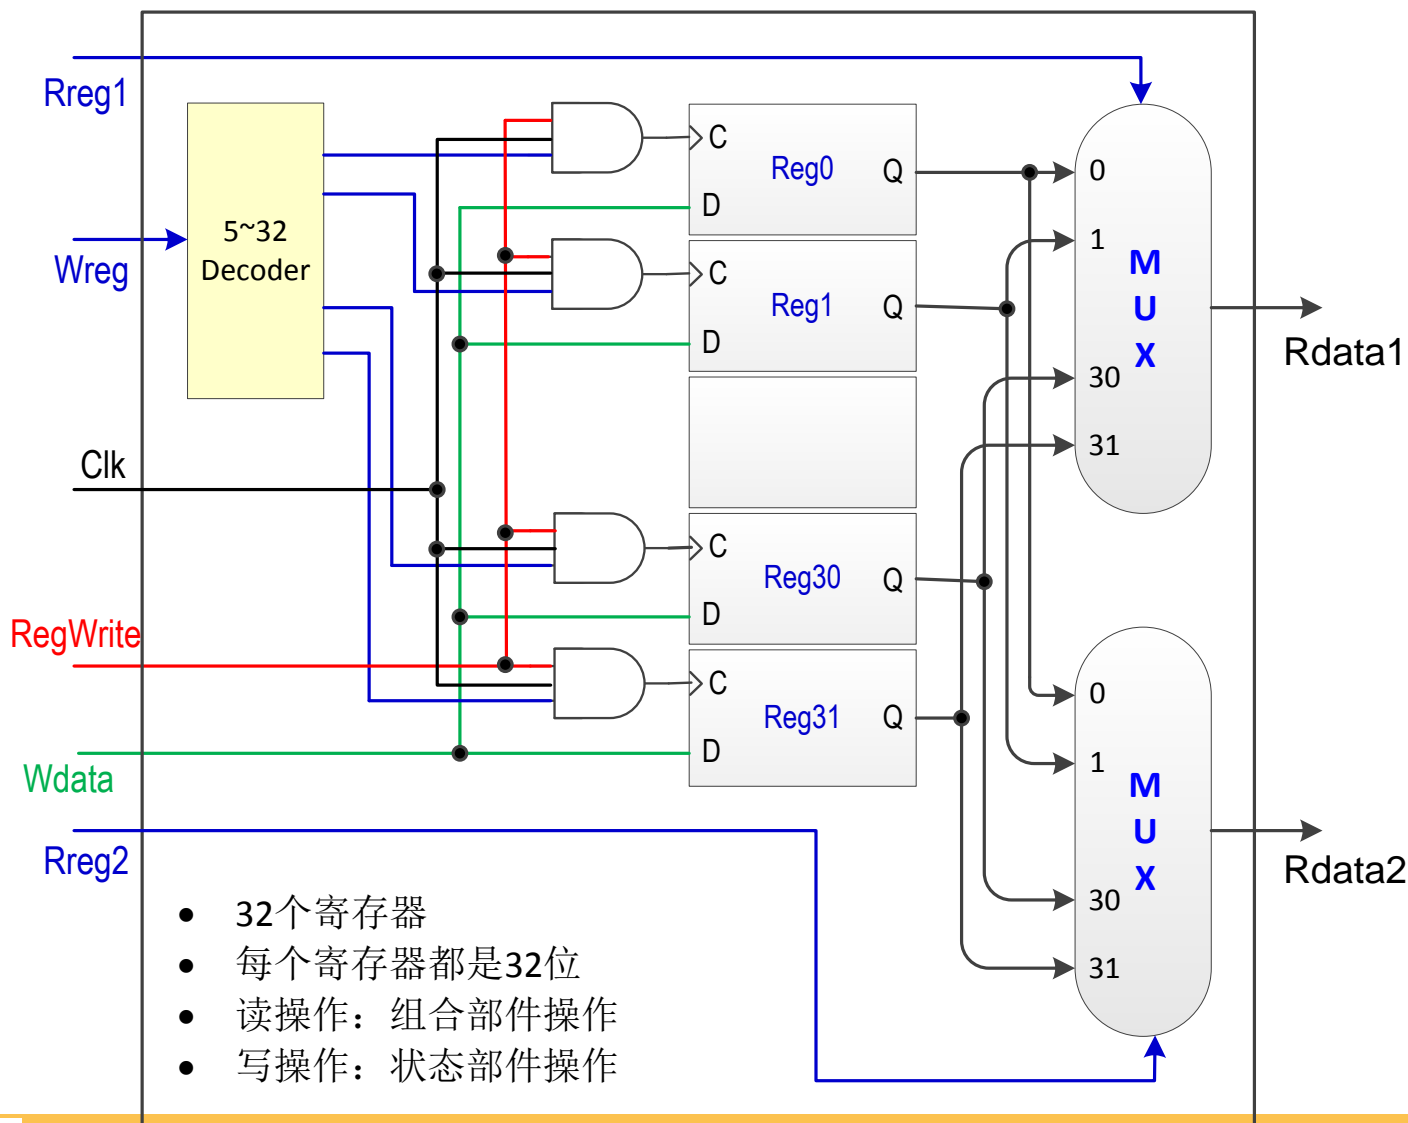 Rreg1
5~32
Decoder
Wreg
Clk
RegWrite
Wdata
Rreg2
C
Reg0
Q
D
C
Reg1
Q
D
C
Reg30
Q
D
C
Reg31
Q
D
0
1
M
U
X
30
31
Rdata1
0
1
M
U
X
30
31
Rdata2
• 32个寄存器
• 每个寄存器都是32位
• 读操作：组合部件操作
• 写操作：状态部件操作